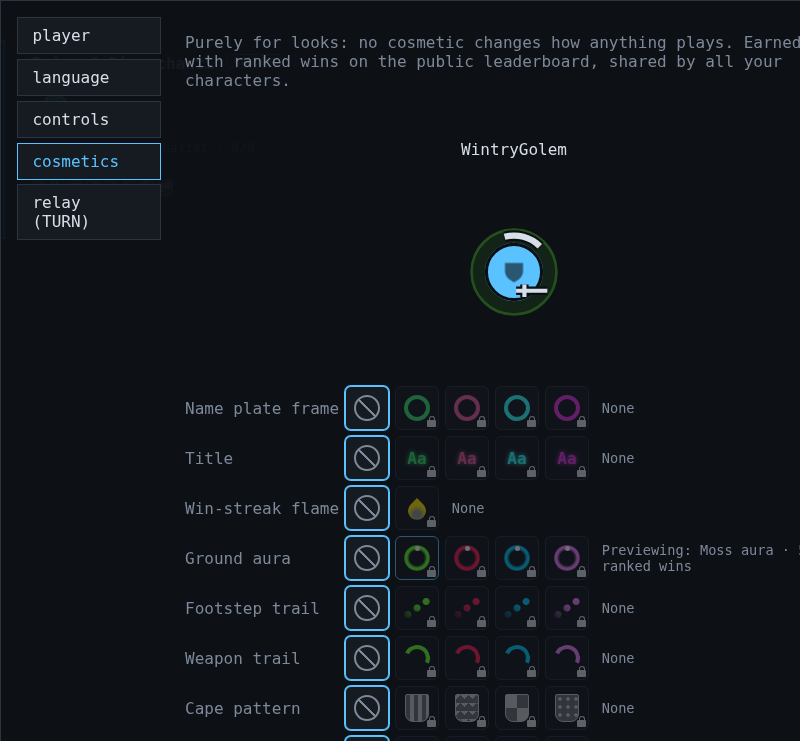 player
language
controls
cosmetics
relay
(TURN)
Purely for looks: no cosmetic changes how anything plays. Earned
with ranked wins on the public leaderboard, shared by all your
characters.
WintryGolem
Name plate frame
None
Title
Aa
Aa
Aa
Aa
None
Win-streak flame
None
Ground aura
Previewing: Moss aura ·
ranked wins
Footstep trail
None
Weapon trail
None
Cape pattern
None